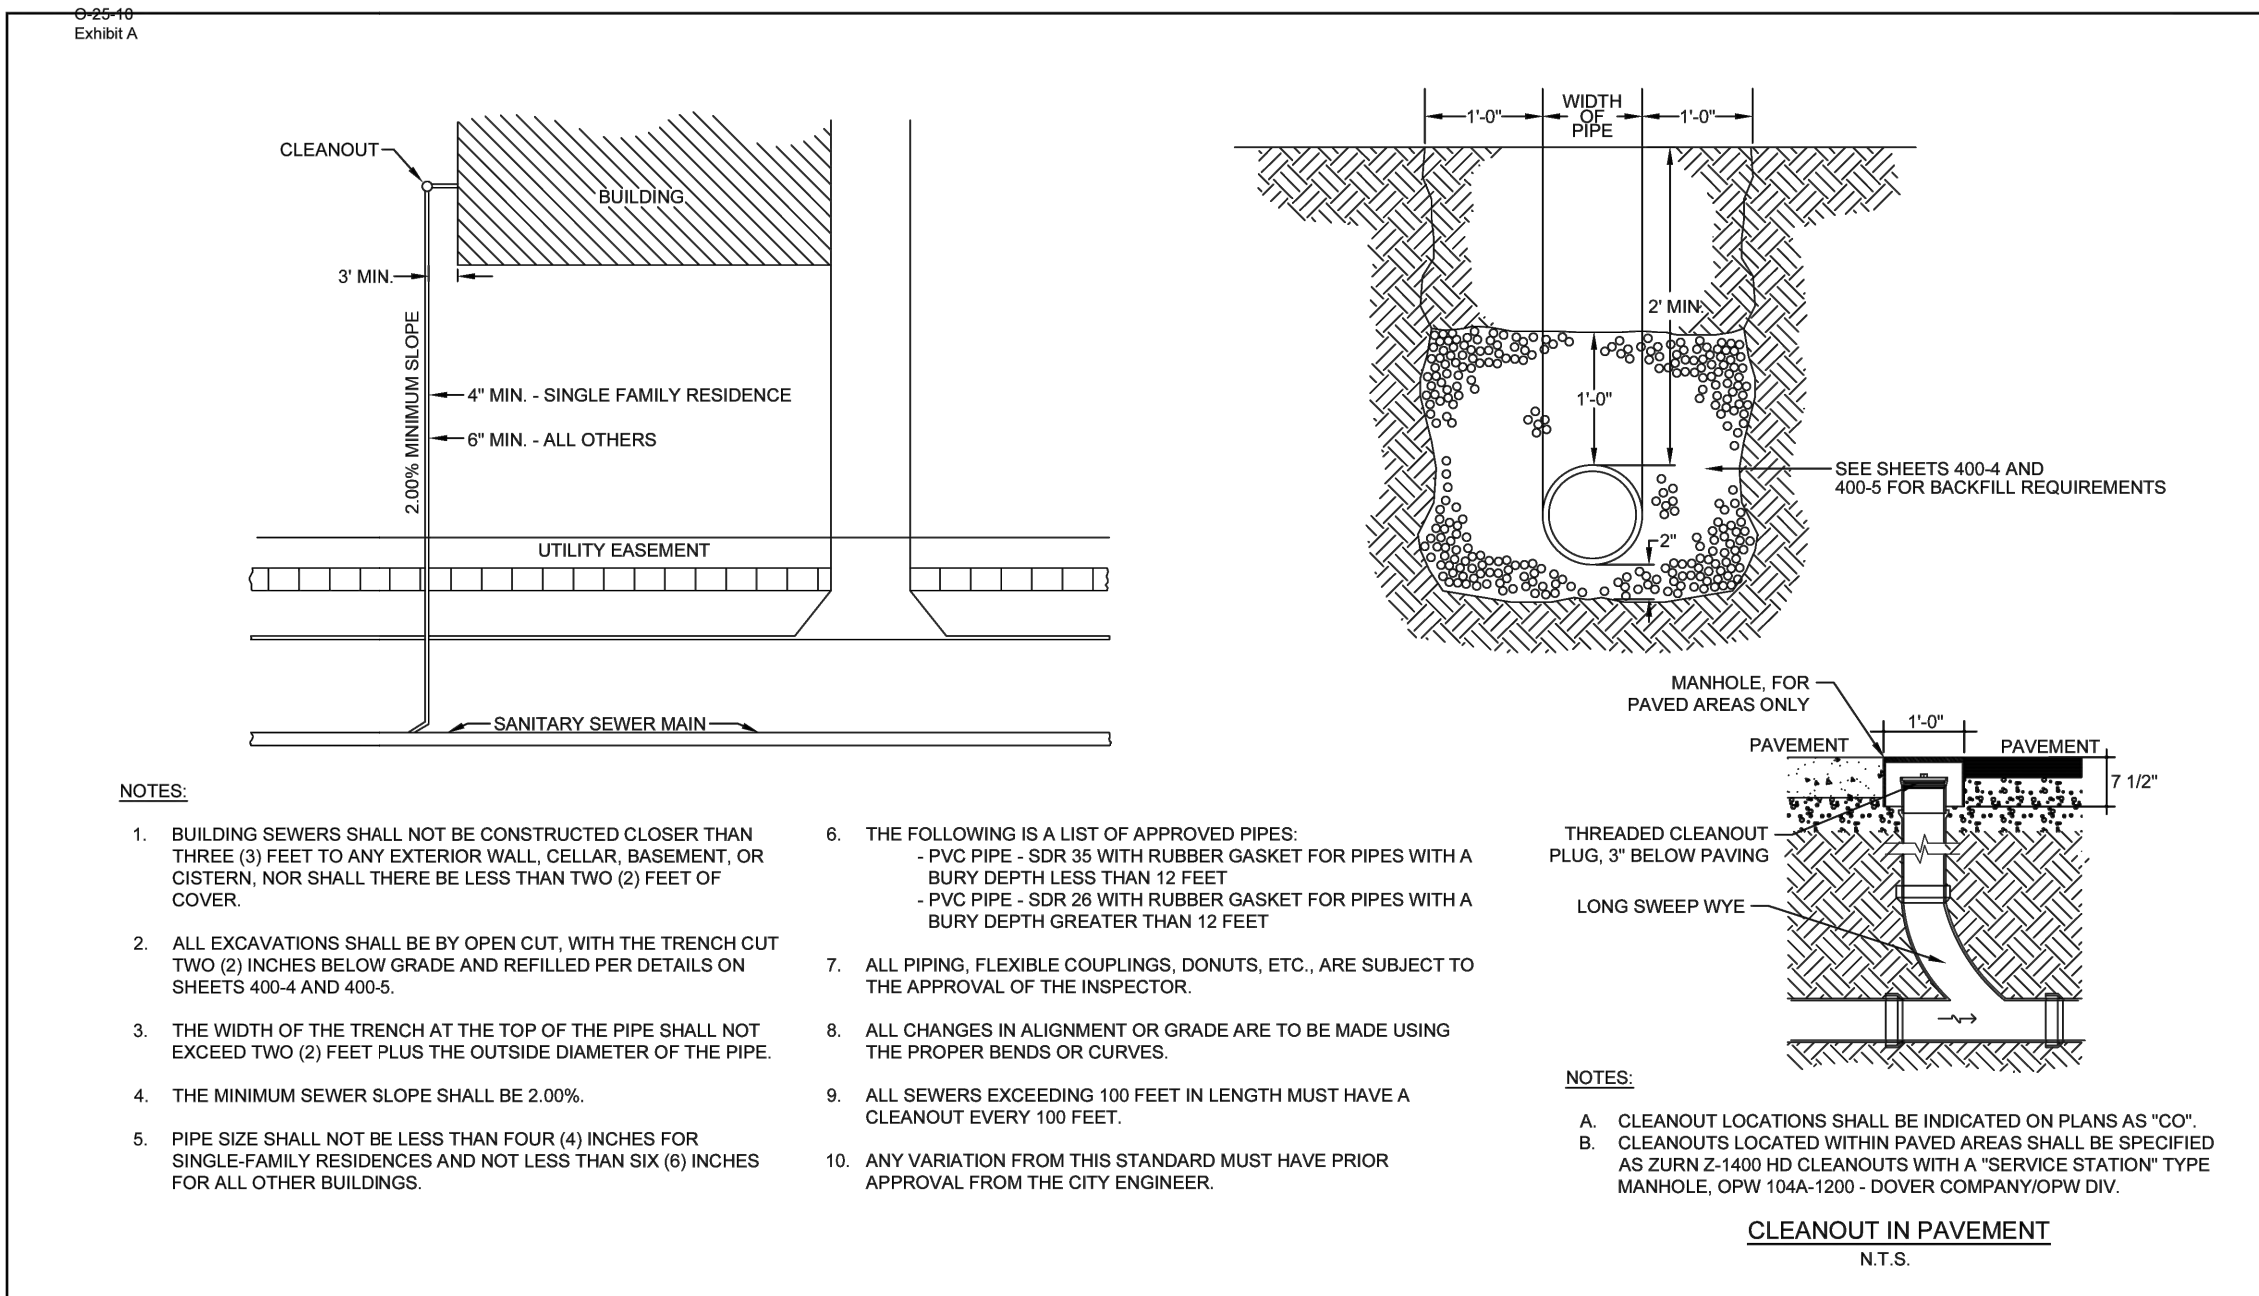 O-25-10
Exhibit A
CLEANOUT
BUILDING
3' MIN.
2.00% MINIMUM SLOPE
4" MIN. - SINGLE FAMILY RESIDENCE
6" MIN. - ALL OTHERS
UTILITY EASEMENT
SANITARY SEWER MAIN
1'-0"
WIDTH
OF
PIPE
1'-0"
2' MIN.
1'-0"
2"
SEE SHEETS 400-4 AND
400-5 FOR BACKFILL REQUIREMENTS
MANHOLE, FOR
PAVED AREAS ONLY
1'-0"
PAVEMENT
PAVEMENT
7 1/2"
THREADED CLEANOUT
PLUG, 3" BELOW PAVING
LONG SWEEP WYE
NOTES:
1. BUILDING SEWERS SHALL NOT BE CONSTRUCTED CLOSER THAN
THREE (3) FEET TO ANY EXTERIOR WALL, CELLAR, BASEMENT, OR
CISTERN, NOR SHALL THERE BE LESS THAN TWO (2) FEET OF
COVER.
2. ALL EXCAVATIONS SHALL BE BY OPEN CUT, WITH THE TRENCH CUT
TWO (2) INCHES BELOW GRADE AND REFILLED PER DETAILS ON
SHEETS 400-4 AND 400-5.
3. THE WIDTH OF THE TRENCH AT THE TOP OF THE PIPE SHALL NOT
EXCEED TWO (2) FEET PLUS THE OUTSIDE DIAMETER OF THE PIPE.
4. THE MINIMUM SEWER SLOPE SHALL BE 2.00%.
5. PIPE SIZE SHALL NOT BE LESS THAN FOUR (4) INCHES FOR
SINGLE-FAMILY RESIDENCES AND NOT LESS THAN SIX (6) INCHES
FOR ALL OTHER BUILDINGS.
6. THE FOLLOWING IS A LIST OF APPROVED PIPES:
- PVC PIPE - SDR 35 WITH RUBBER GASKET FOR PIPES WITH A
BURY DEPTH LESS THAN 12 FEET
- PVC PIPE - SDR 26 WITH RUBBER GASKET FOR PIPES WITH A
BURY DEPTH GREATER THAN 12 FEET
7. ALL PIPING, FLEXIBLE COUPLINGS, DONUTS, ETC., ARE SUBJECT TO
THE APPROVAL OF THE INSPECTOR.
8. ALL CHANGES IN ALIGNMENT OR GRADE ARE TO BE MADE USING
THE PROPER BENDS OR CURVES.
9. ALL SEWERS EXCEEDING 100 FEET IN LENGTH MUST HAVE A
CLEANOUT EVERY 100 FEET.
10. ANY VARIATION FROM THIS STANDARD MUST HAVE PRIOR
APPROVAL FROM THE CITY ENGINEER.
NOTES:
A. CLEANOUT LOCATIONS SHALL BE INDICATED ON PLANS AS "CO".
B. CLEANOUTS LOCATED WITHIN PAVED AREAS SHALL BE SPECIFIED
AS ZURN Z-1400 HD CLEANOUTS WITH A "SERVICE STATION" TYPE
MANHOLE, OPW 104A-1200 - DOVER COMPANY/OPW DIV.
CLEANOUT IN PAVEMENT
N.T.S.